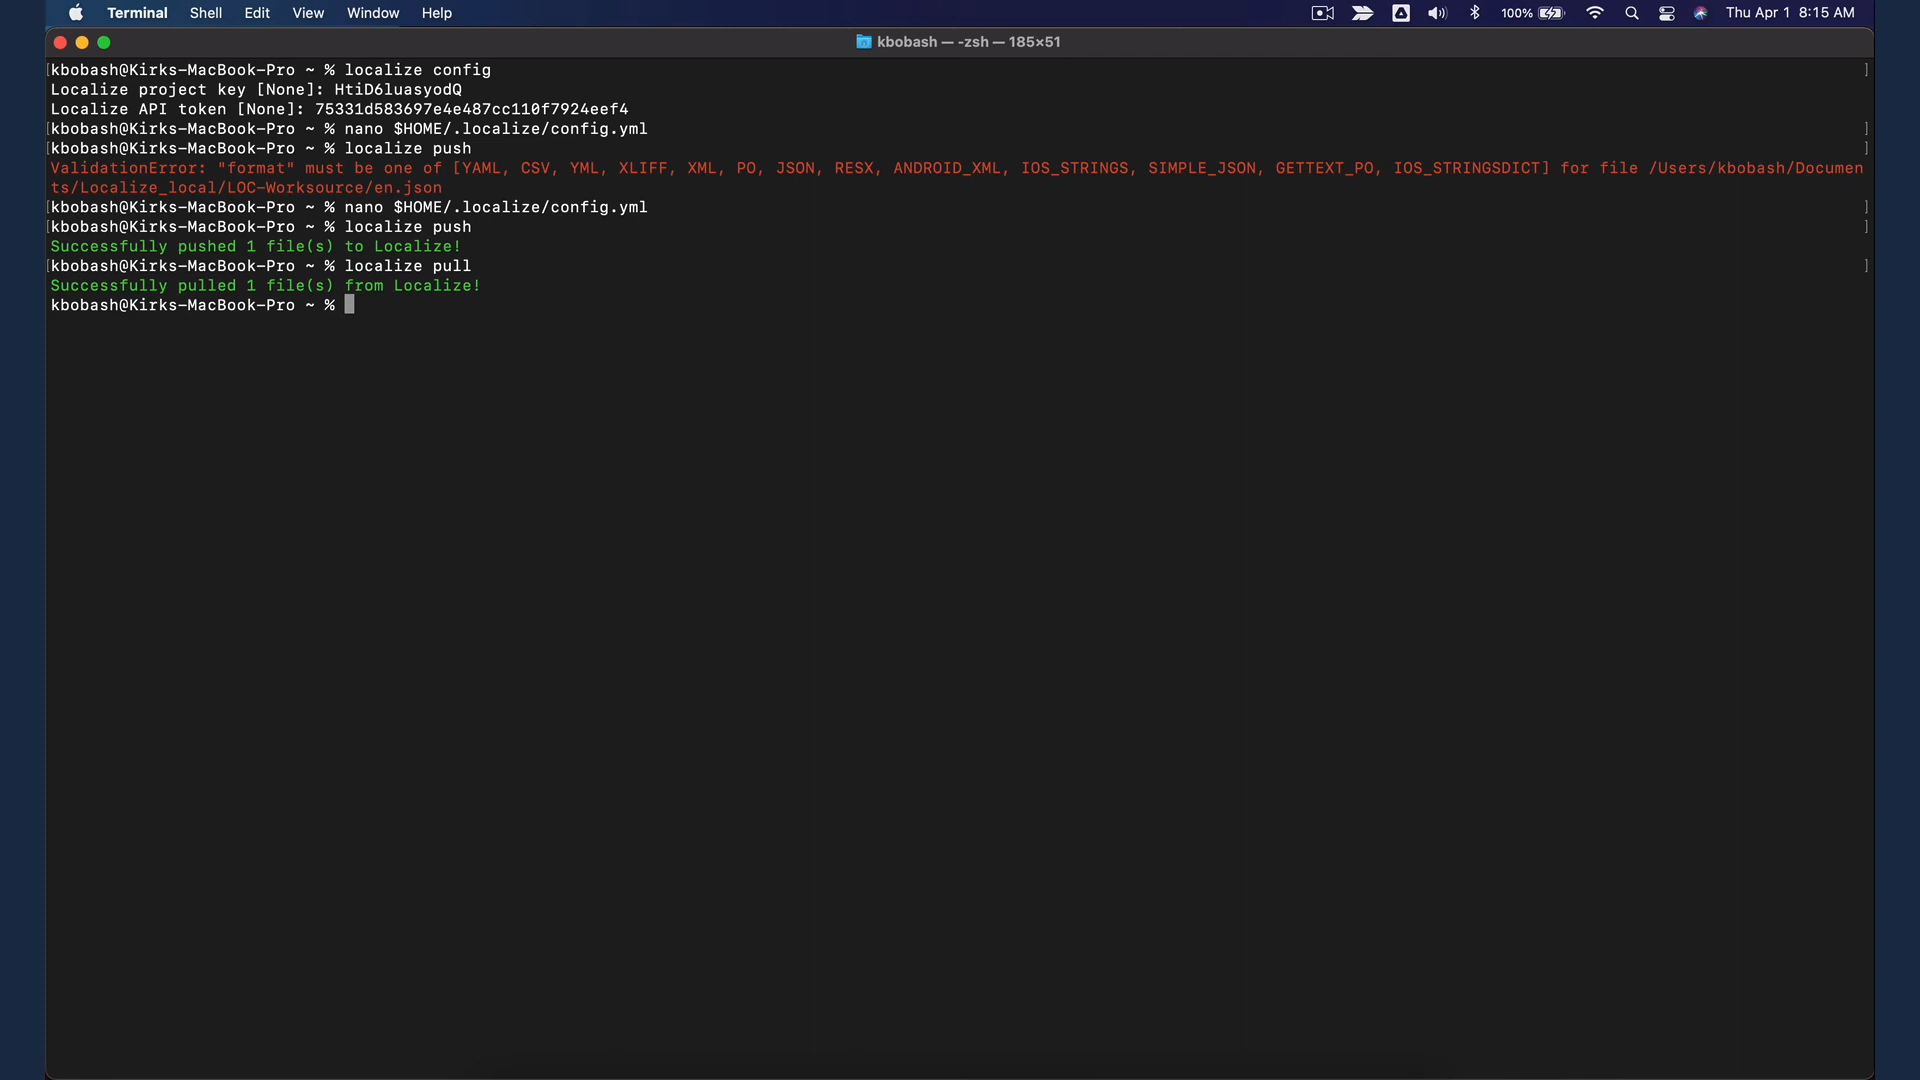 Terminal Shell Edit View Window Help 100% Thu Apr 1 8:15 AM
kbobash — -zsh — 185×51
[kbobash@Kirks-MacBook-Pro ~ % localize config ]
Localize project key [None]: HtiD6luasyodQ
Localize API token [None]: 75331d583697e4e487cc110f7924eef4
[kbobash@Kirks-MacBook-Pro ~ % nano $HOME/.localize/config.yml ]
[kbobash@Kirks-MacBook-Pro ~ % localize push ]
ValidationError: "format" must be one of [YAML, CSV, YML, XLIFF, XML, PO, JSON, RESX, ANDROID_XML, IOS_STRINGS, SIMPLE_JSON, GETTEXT_PO, IOS_STRINGSDICT] for file /Users/kbobash/Documen
ts/Localize_local/LOC-Worksource/en.json
[kbobash@Kirks-MacBook-Pro ~ % nano $HOME/.localize/config.yml ]
[kbobash@Kirks-MacBook-Pro ~ % localize push ]
Successfully pushed 1 file(s) to Localize!
[kbobash@Kirks-MacBook-Pro ~ % localize pull ]
Successfully pulled 1 file(s) from Localize!
kbobash@Kirks-MacBook-Pro ~ %